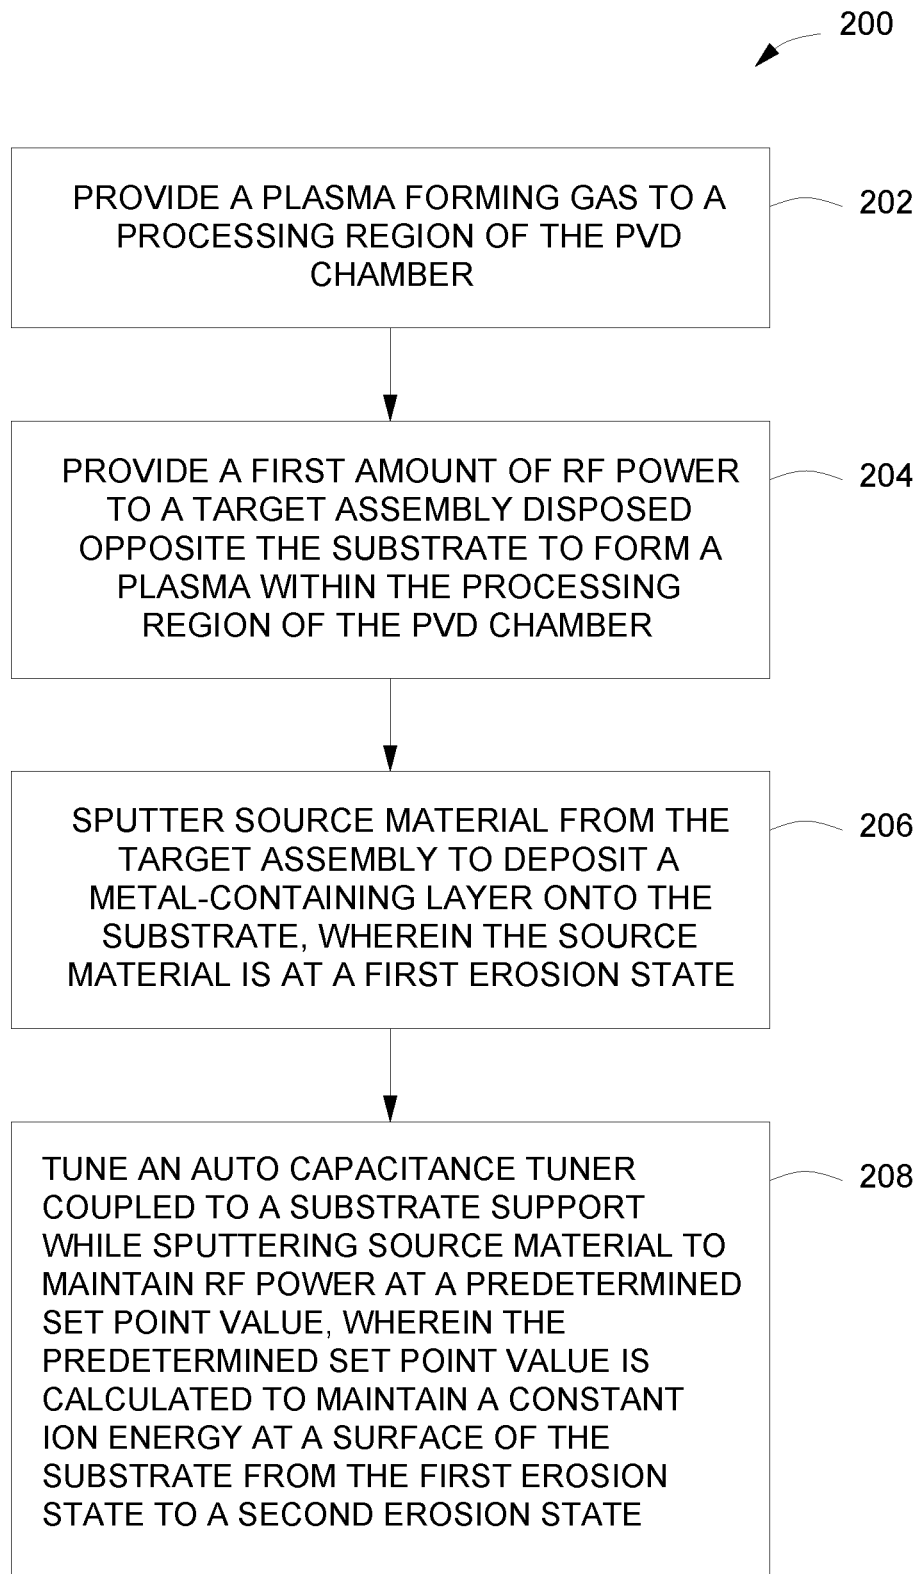 200
PROVIDE A PLASMA FORMING GAS TO A
PROCESSING REGION OF THE PVD
CHAMBER
202
PROVIDE A FIRST AMOUNT OF RF POWER
TO A TARGET ASSEMBLY DISPOSED
OPPOSITE THE SUBSTRATE TO FORM A
PLASMA WITHIN THE PROCESSING
REGION OF THE PVD CHAMBER
204
SPUTTER SOURCE MATERIAL FROM THE
TARGET ASSEMBLY TO DEPOSIT A
METAL-CONTAINING LAYER ONTO THE
SUBSTRATE, WHEREIN THE SOURCE
MATERIAL IS AT A FIRST EROSION STATE
206
TUNE AN AUTO CAPACITANCE TUNER
COUPLED TO A SUBSTRATE SUPPORT
WHILE SPUTTERING SOURCE MATERIAL TO
MAINTAIN RF POWER AT A PREDETERMINED
SET POINT VALUE, WHEREIN THE
PREDETERMINED SET POINT VALUE IS
CALCULATED TO MAINTAIN A CONSTANT
ION ENERGY AT A SURFACE OF THE
SUBSTRATE FROM THE FIRST EROSION
STATE TO A SECOND EROSION STATE
208